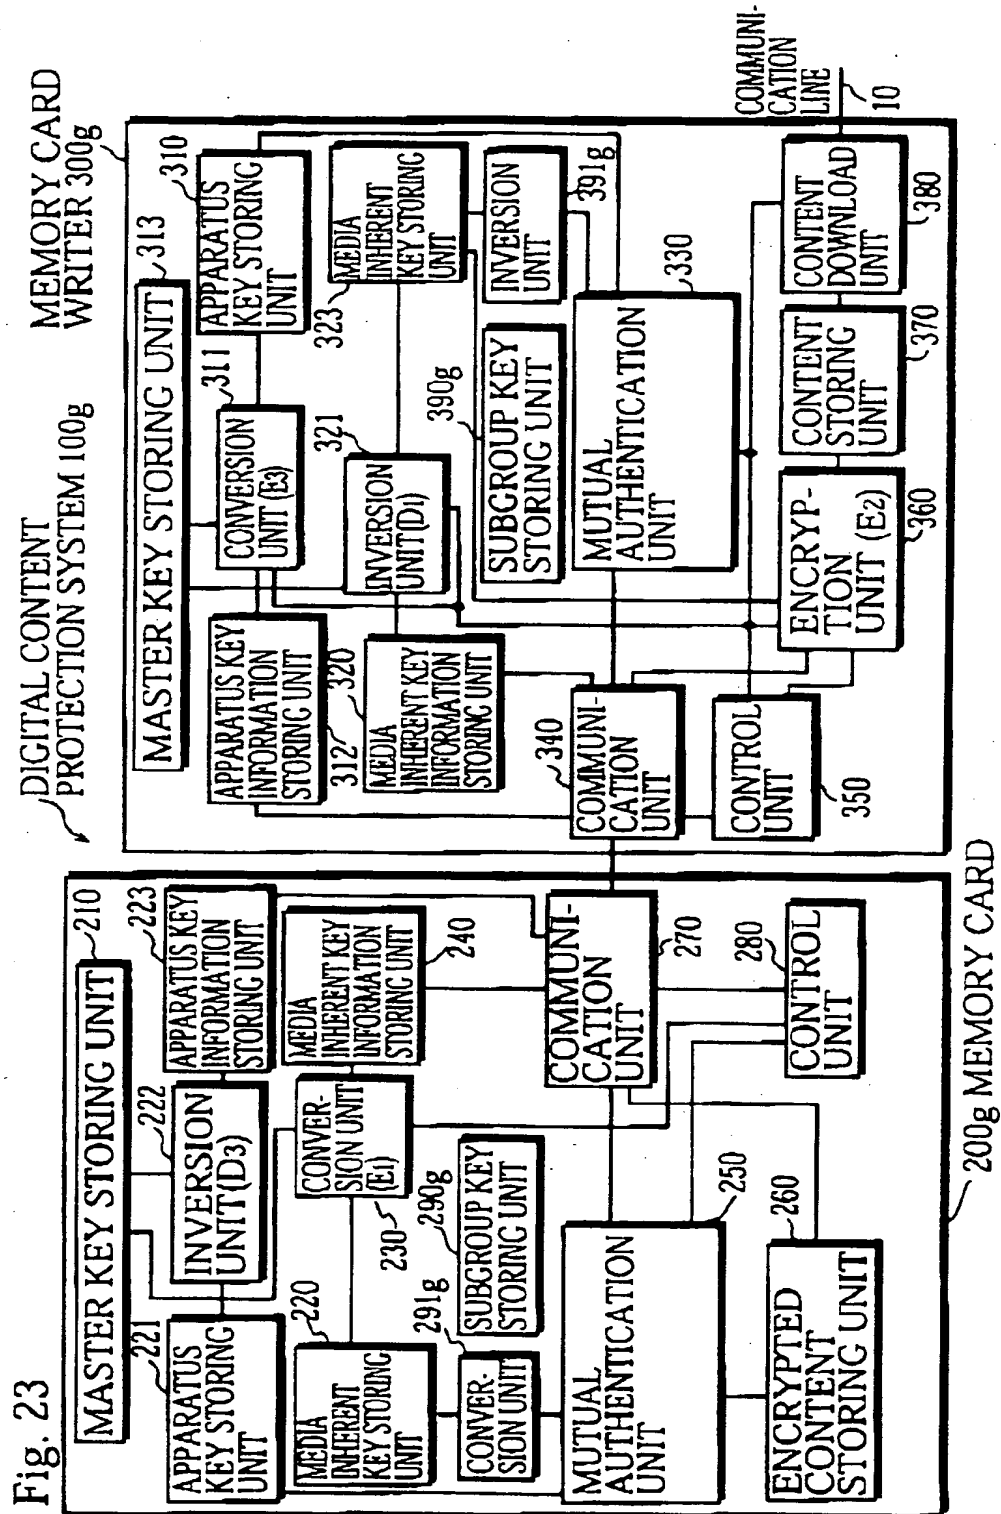 Fig. 23
DIGITAL CONTENT
PROTECTION SYSTEM 100g
MEMORY CARD
WRITER 300g
210
MASTER KEY STORING UNIT
221
APPARATUS
KEY STORING
UNIT
222
INVERSION
UNIT(D3)
223
APPARATUS KEY
INFORMATION
STORING UNIT
220
MEDIA
INHERENT
KEY STORING
UNIT
230
CONVER-
SION UNIT
(E1)
240
MEDIA
INHERENT KEY
INFORMATION
STORING UNIT
291g
CONVER-
SION UNIT
290g
SUBGROUP KEY
STORING UNIT
MUTUAL
AUTHENTICATION
UNIT
250
COMMUNI-
CATION
UNIT
270
260
ENCRYPTED
CONTENT
STORING UNIT
280
CONTROL
UNIT
200g MEMORY CARD
313
MASTER KEY STORING UNIT
APPARATUS KEY
INFORMATION
STORING UNIT
312
311
CONVERSION
UNIT (E3)
310
APPARATUS
KEY STORING
UNIT
320
MEDIA
INHERENT KEY
INFORMATION
STORING UNIT
321
INVERSION
UNIT(D1)
323
MEDIA
INHERENT
KEY STORING
UNIT
390g
SUBGROUP KEY
STORING UNIT
INVERSION
UNIT
391g
340
COMMUNI-
CATION
UNIT
MUTUAL
AUTHENTICATION
UNIT
330
CONTROL
UNIT
350
ENCRYP-
TION
UNIT (E2)
360
CONTENT
STORING
UNIT
370
CONTENT
DOWNLOAD
UNIT
380
COMMUNI-
CATION
LINE
10